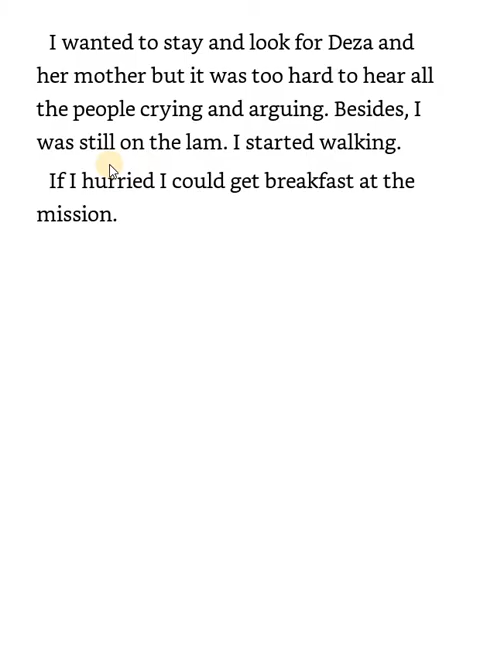 I wanted to stay and look for Deza and
her mother but it was too hard to hear all
the people crying and arguing. Besides, I
was still on the lam. I started walking.
If I hurried I could get breakfast at the
mission.